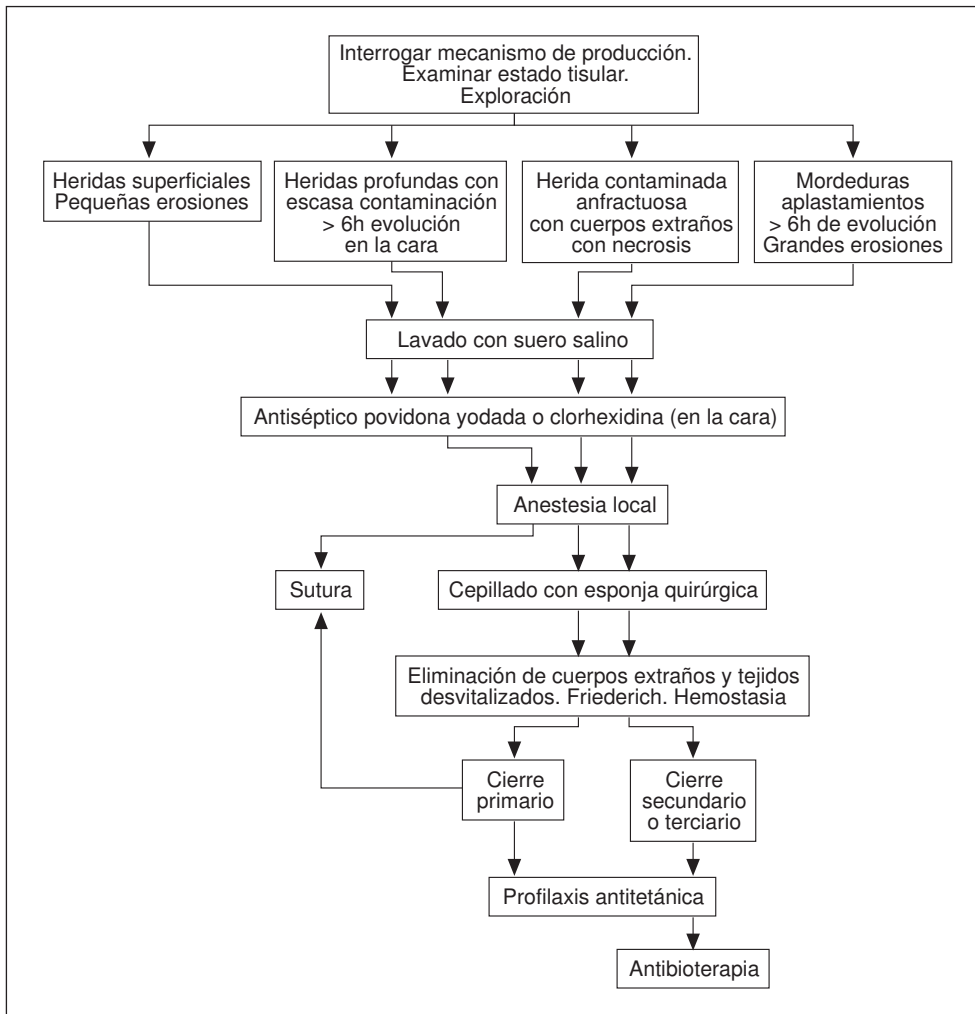 Interrogar mecanismo de producción.
Examinar estado tisular.
Exploración
Heridas superficiales
Pequeñas erosiones
Heridas profundas con
escasa contaminación
> 6h evolución
en la cara
Herida contaminada
anfractuosa
con cuerpos extraños
con necrosis
Mordeduras
aplastamientos
> 6h de evolución
Grandes erosiones
Lavado con suero salino
Antiséptico povidona yodada o clorhexidina (en la cara)
Anestesia local
Sutura
Cepillado con esponja quirúrgica
Eliminación de cuerpos extraños y tejidos
desvitalizados. Friederich. Hemostasia
Cierre
primario
Cierre
secundario
o terciario
Profilaxis antitetánica
Antibioterapia